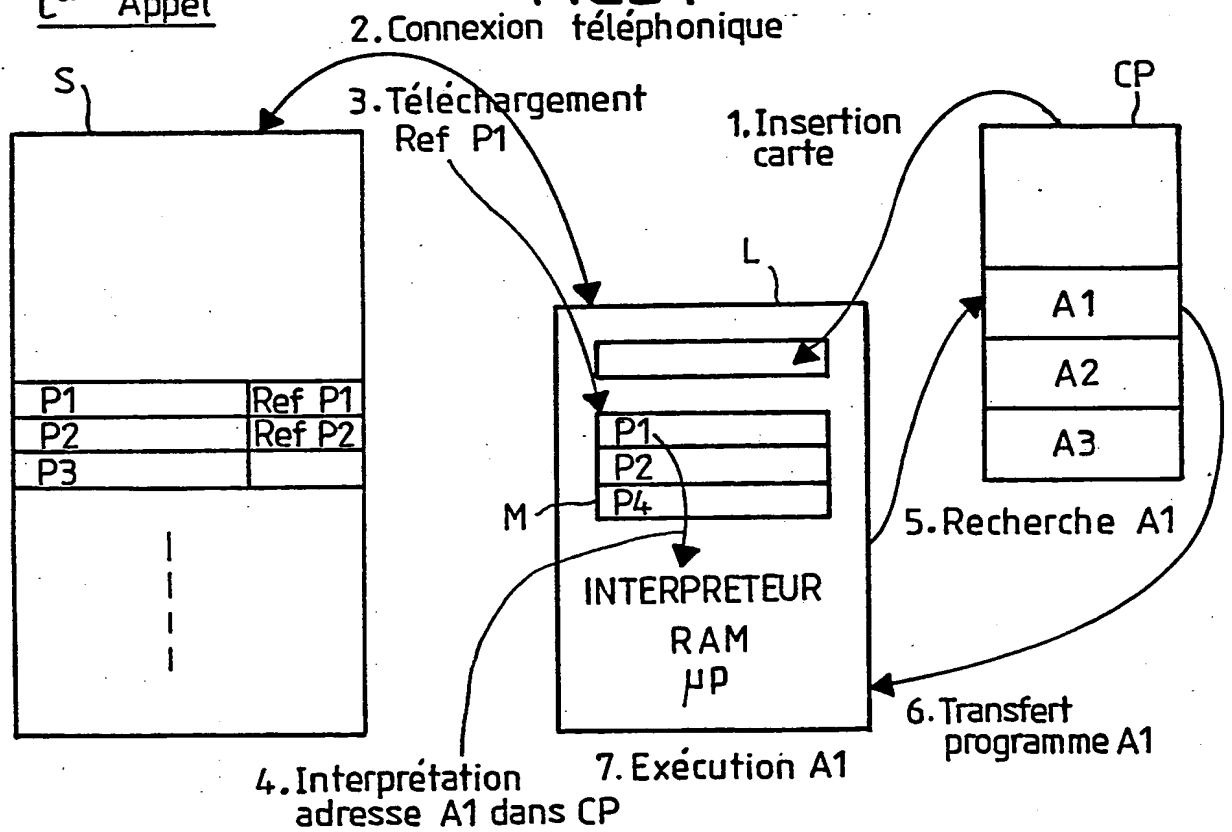 Appel
2. Connexion téléphonique
S
3. Téléchargement
Ref P1
1. Insertion
carte
CP
L
A1
A2
A3
P1 Ref P1
P2 Ref P2
P3
P1
P2
P4
M
5. Recherche A1
INTERPRETEUR
RAM
µP
6. Transfert
programme A1
7. Exécution A1
4. Interprétation
adresse A1 dans CP